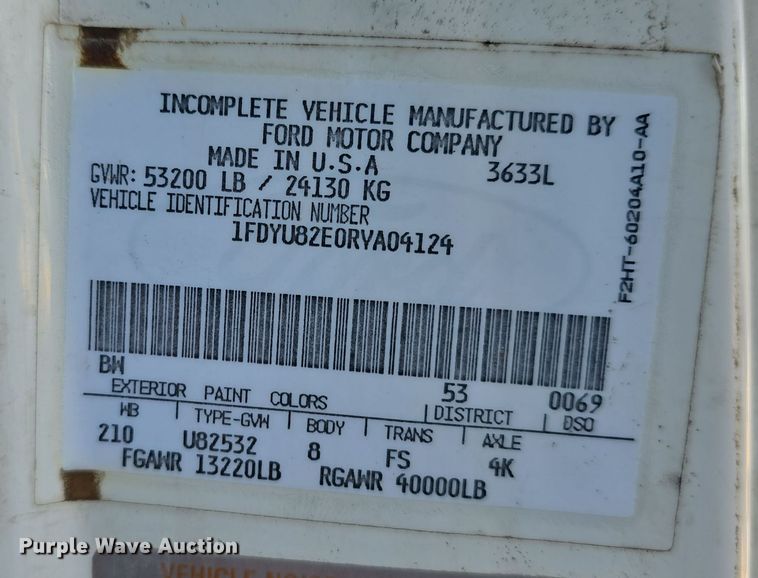 INCOMPLETE VEHICLE MANUFACTURED BY
FORD MOTOR COMPANY
MADE IN U.S.A 3633L
GVWR: 53200 LB / 24130 KG
VEHICLE IDENTIFICATION NUMBER
1FDYU82E0RYA04124
F2HT-60204A10-AA
BW 53 0069
EXTERIOR PAINT COLORS DISTRICT DSO
WB TYPE-GVW BODY TRANS AXLE
210 U82532 8 FS 4K
FGAWR 13220LB RGAWR 40000LB
Purple Wave Auction